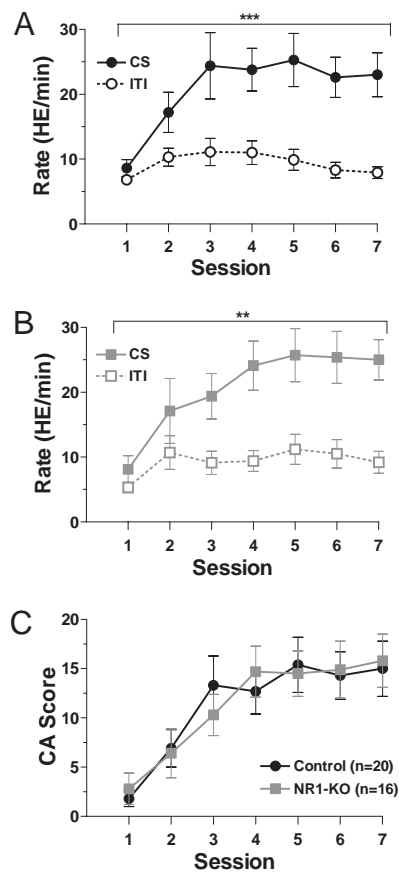 A
***
30
CS
ITI
20
10
0
Rate (HE/min)
1 2 3 4 5 6 7
Session
B
**
30
CS
ITI
20
10
0
Rate (HE/min)
1 2 3 4 5 6 7
Session
C
20
15
10
5
0
CA Score
Control (n=20)
NR1-KO (n=16)
1 2 3 4 5 6 7
Session